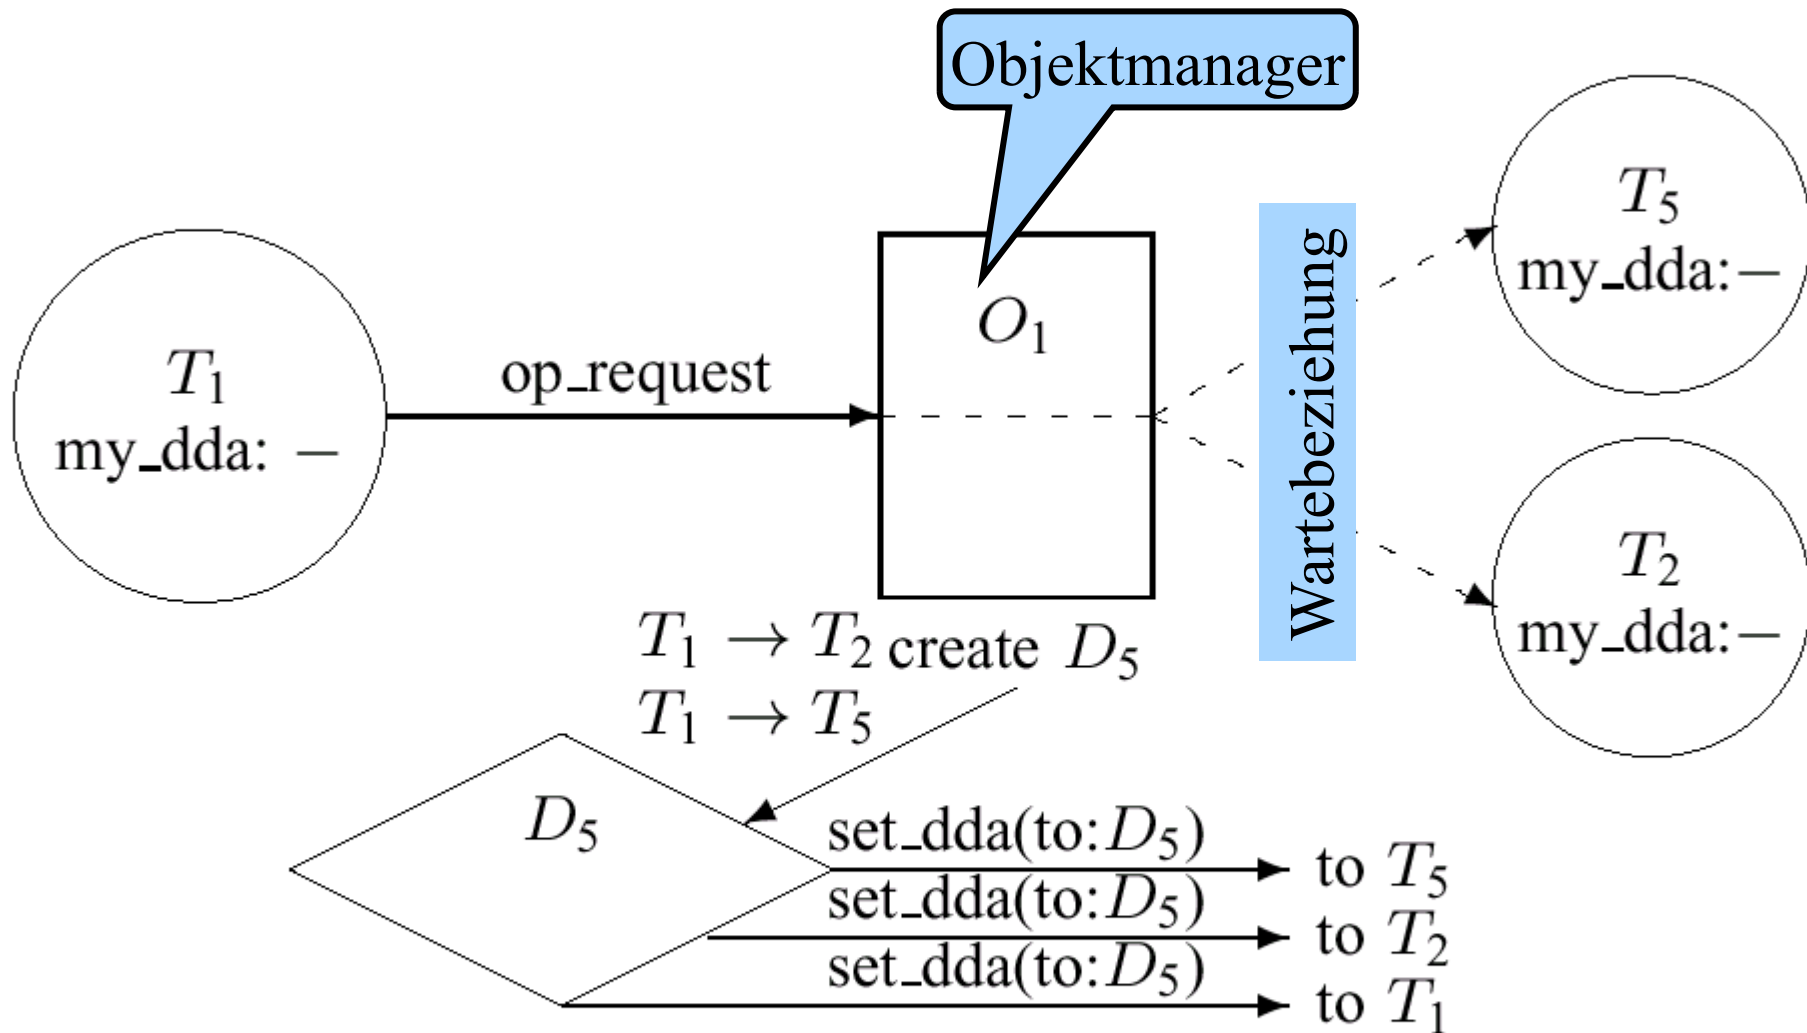 Objektmanager
T₅
my_dda:−
T₁
my_dda: −
op_request
O₁
Wartebeziehung
T₂
my_dda:−
T₁ → T₂ create D₅
T₁ → T₅
D₅
set_dda(to:D₅) to T₅
set_dda(to:D₅) to T₂
set_dda(to:D₅) to T₁